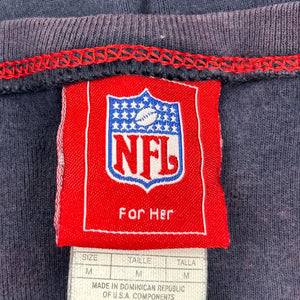 NFL
For Her
SIZE TAILLE TALLA
M M M
MADE IN DOMINICAN REPUBLIC
OF U.S.A. COMPONENTS